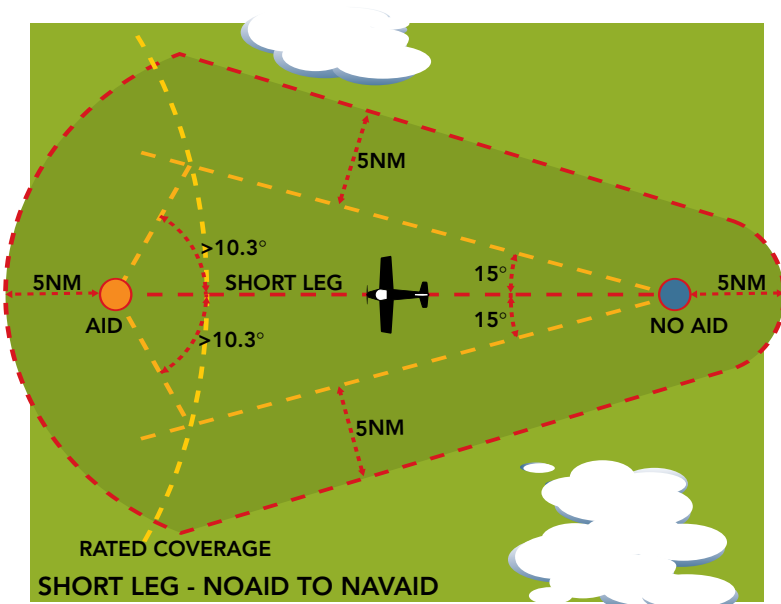 5NM
>10.3°
5NM
SHORT LEG
15°
5NM
AID
15°
NO AID
>10.3°
5NM
RATED COVERAGE
SHORT LEG - NOAID TO NAVAID